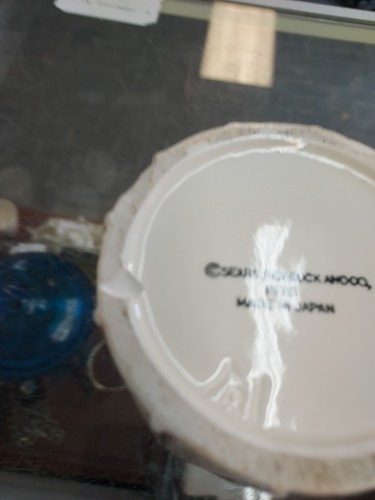 ©SEARS, ROEBUCK AND CO.
MADE IN JAPAN